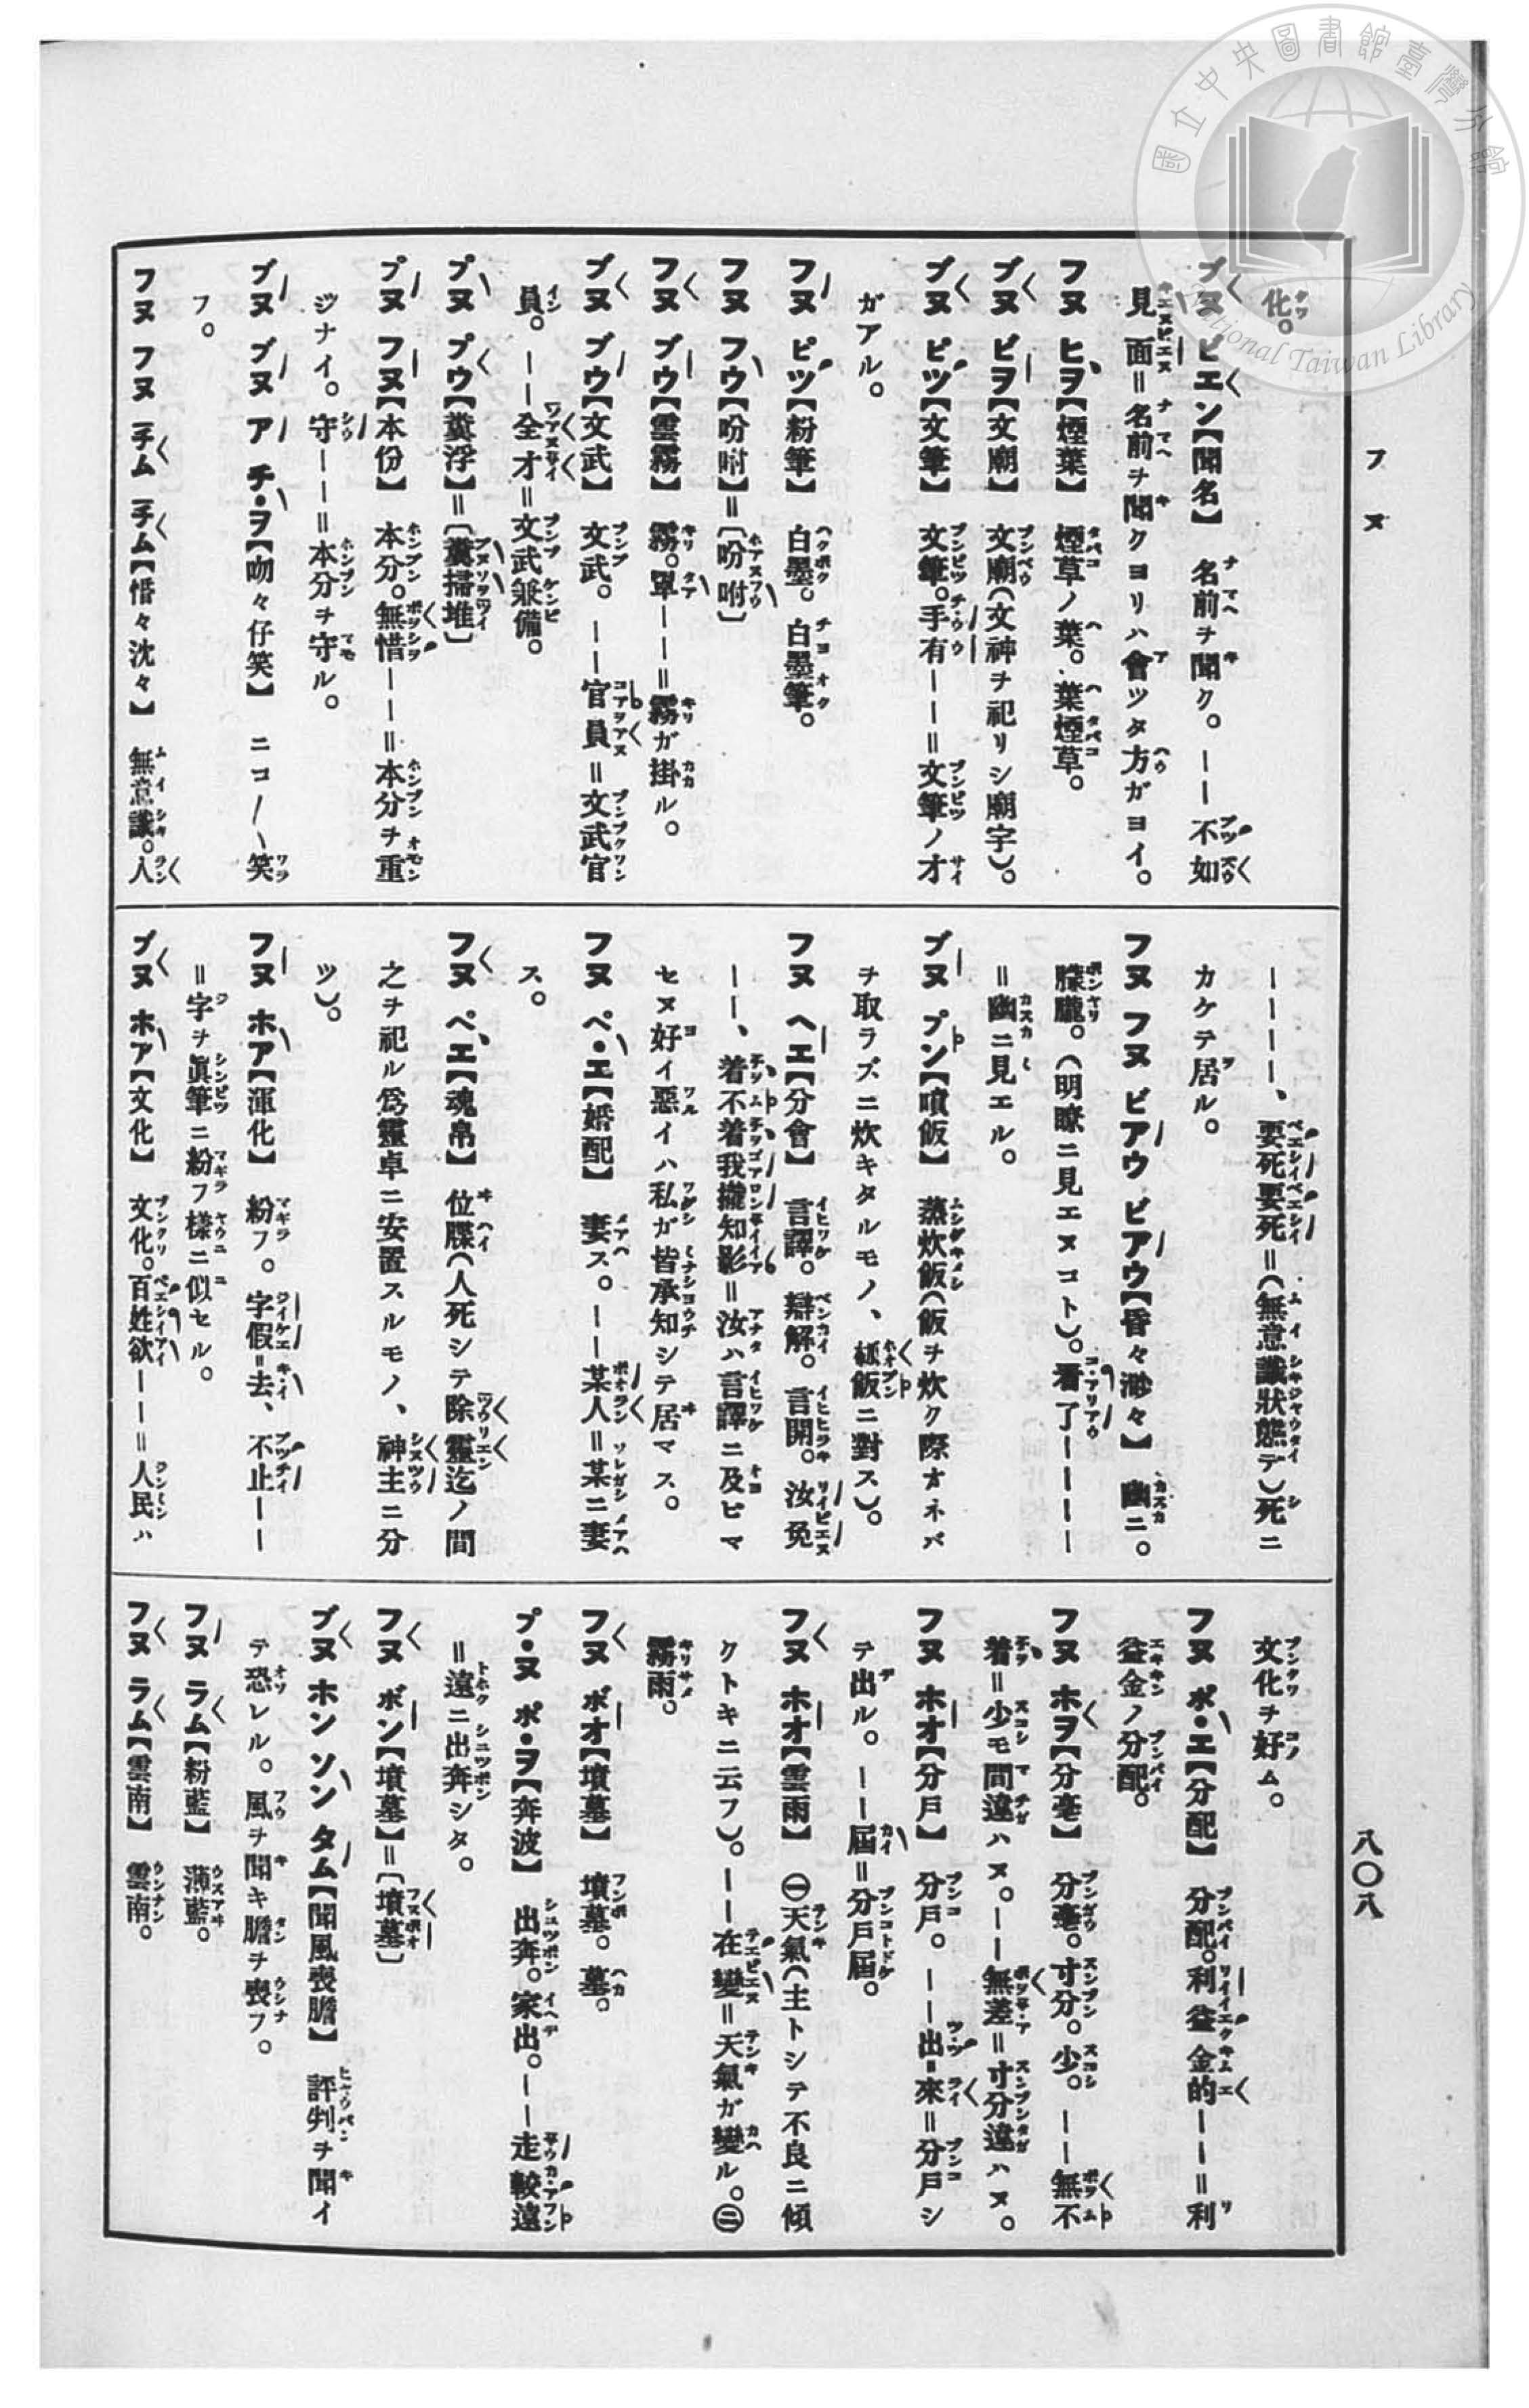 國立中央圖書館臺灣分館
National Taiwan Library
フヌ
八〇八
化。
ブヌ ビエン【聞名】 名前ヲ聞ク。——不如
見面=名前ヲ聞クヨリハ會ツタ方ガヨイ。
フヌ ヒヲ【煙葉】 煙草ノ葉。葉煙草。
ブヌ ビヲ【文廟】 文廟(文神ヲ祀リシ廟宇)。
ブヌ ピツ【文筆】 文筆。手有——=文筆ノ才
ガアル。
フヌ ピツ【粉筆】 白墨。白墨筆。
フヌ フウ【吩咐】=〔吩咐〕
フヌ ブウ【雲霧】 霧。罩——=霧ガ掛ル。
ブヌ ブウ【文武】 文武。——官員=文武官
員。——全才=文武兼備。
プヌ プウ【糞浮】=〔糞掃堆〕
プヌ フヌ【本份】 本分。無惜——=本分ヲ重
ジナイ。守——=本分ヲ守ル。
ブヌ ブヌ ア チ・ヲ【吻々仔笑】 ニコ〳〵笑
フ。
フヌ フヌ チム チム【惛々沈々】 無意識。人
————、要死要死=(無意識狀態デ)死ニ
カケテ居ル。
フヌ フヌ ビアウ ビアウ【昏々渺々】 幽ニ。
朦朧。(明瞭ニ見エヌコト)。看了————
=幽ニ見エル。
ブヌ プン【噴飯】 蒸炊飯(飯ヲ炊ク際オネバ
ヲ取ラズニ炊キタルモノ、飯ニ對ス)。
フヌ ヘエ【分會】 言譯。辯解。言開。汝免
——、着不着我攏知影=汝ハ言譯ニ及ビマ
セヌ好イ惡イハ私ガ皆承知シテ居マス。
フヌ ペ・エ【婚配】 妻ス。——某人=某ニ妻
ス。
フヌ ペエ【魂帛】 位牌(人死シテ除靈迄ノ間
之ヲ祀ル爲靈卓ニ安置スルモノ、神主ニ分
ツ)。
フヌ ホア【渾化】 紛フ。字假=去、不止——
=字ヲ眞筆ニ紛フ樣ニ似セル。
ブヌ ホア【文化】 文化。百姓欲——=人民ハ
文化ヲ好ム。
フヌ ポ・エ【分配】 分配。利益金的——=利
益金ノ分配。
フヌ ホヲ【分毫】 分毫。寸分。少。——無不
着=少モ間違ハヌ。——無差=寸分違ハヌ。
フヌ ホオ【分戶】 分戶。——出=來=分戶シ
テ出ル。——屆=分戶屆。
フヌ ホオ【雲雨】 ㊀天氣(主トシテ不良ニ傾
クトキニ云フ)。——在變=天氣ガ變ル。㊁
霧雨。
フヌ ボオ【墳墓】 墳墓。墓。
プ・ヌ ポ・ヲ【奔波】 出奔。家出。——走較遠
=遠ニ出奔シタ。
フヌ ボン【墳墓】=〔墳墓〕
ブヌ ホン ソン タム【聞風喪膽】 評判ヲ聞イ
テ恐レル。風ヲ聞キ膽ヲ喪フ。
フヌ ラム【粉藍】 薄藍。
フヌ ラム【雲南】 雲南。